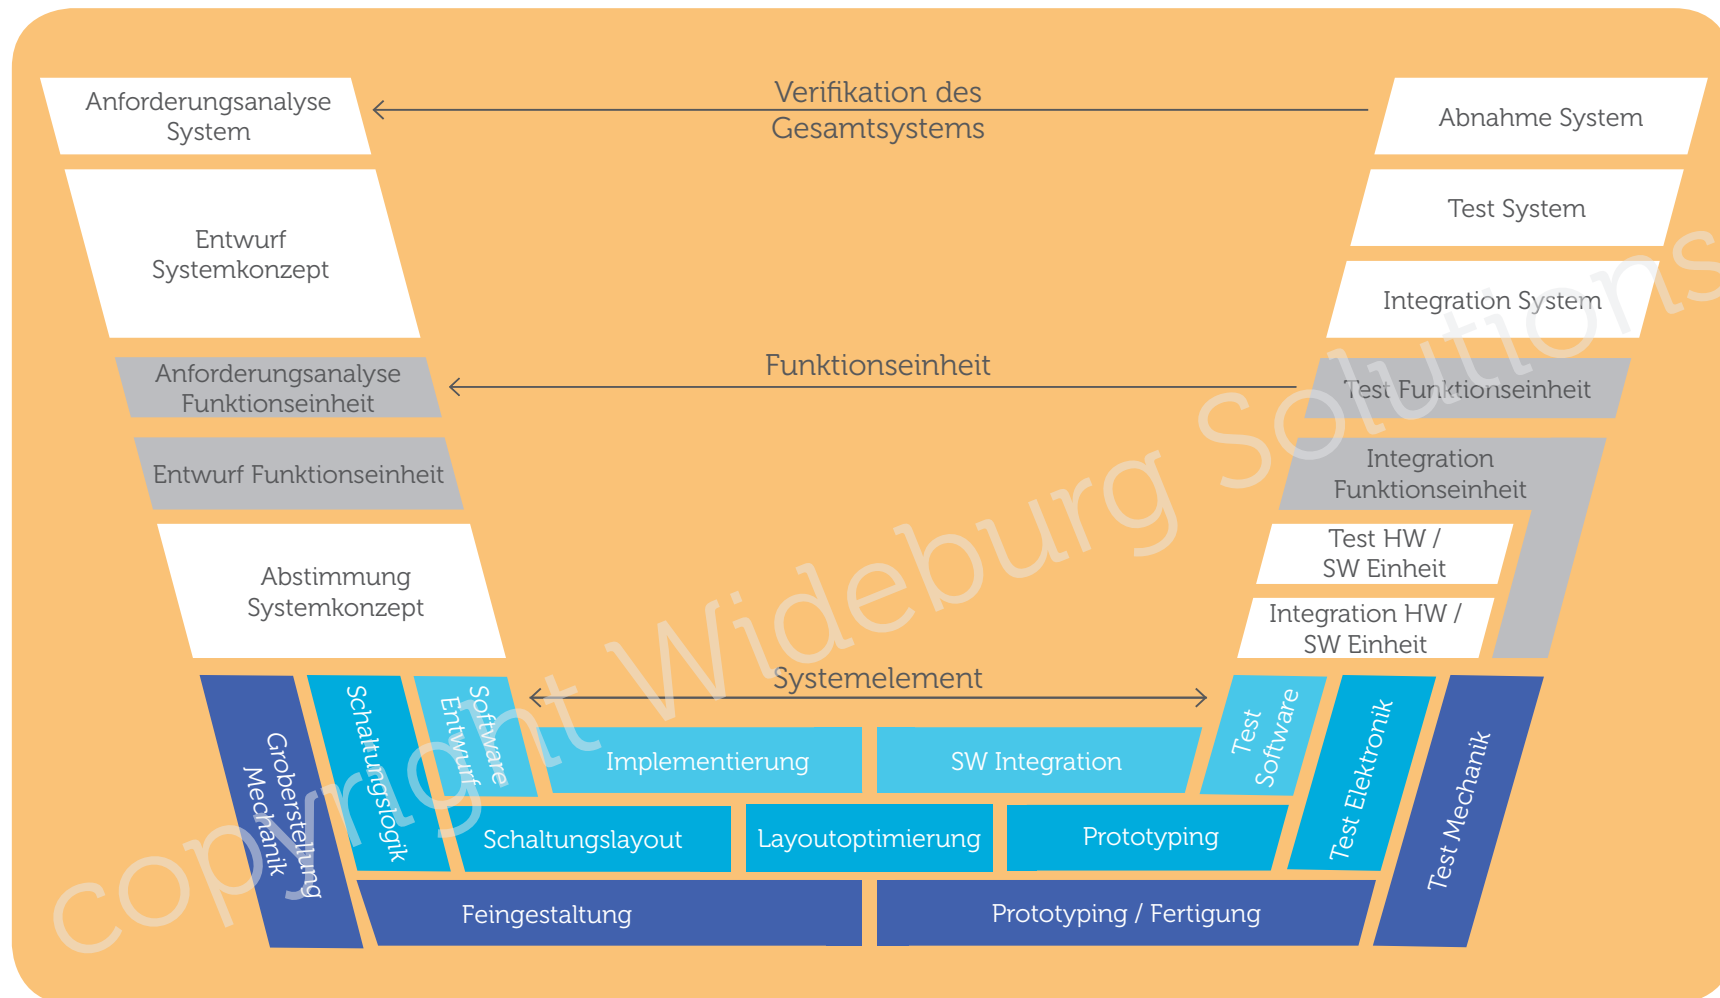 Anforderungsanalyse
System
Verifikation des
Gesamtsystems
Abnahme System
Entwurf
Systemkonzept
Test System
Integration System
Anforderungsanalyse
Funktionseinheit
Funktionseinheit
Test Funktionseinheit
Entwurf Funktionseinheit
Integration
Funktionseinheit
Abstimmung
Systemkonzept
Test HW /
SW Einheit
Integration HW /
SW Einheit
Systemelement
Groberstellung
Mechanik
Schaltungslogik
Software
Entwurf
Implementierung
SW Integration
Test
Software
Test Elektronik
Test Mechanik
Schaltungslayout
Layoutoptimierung
Prototyping
Feingestaltung
Prototyping / Fertigung
copyright Wideburg Solutions